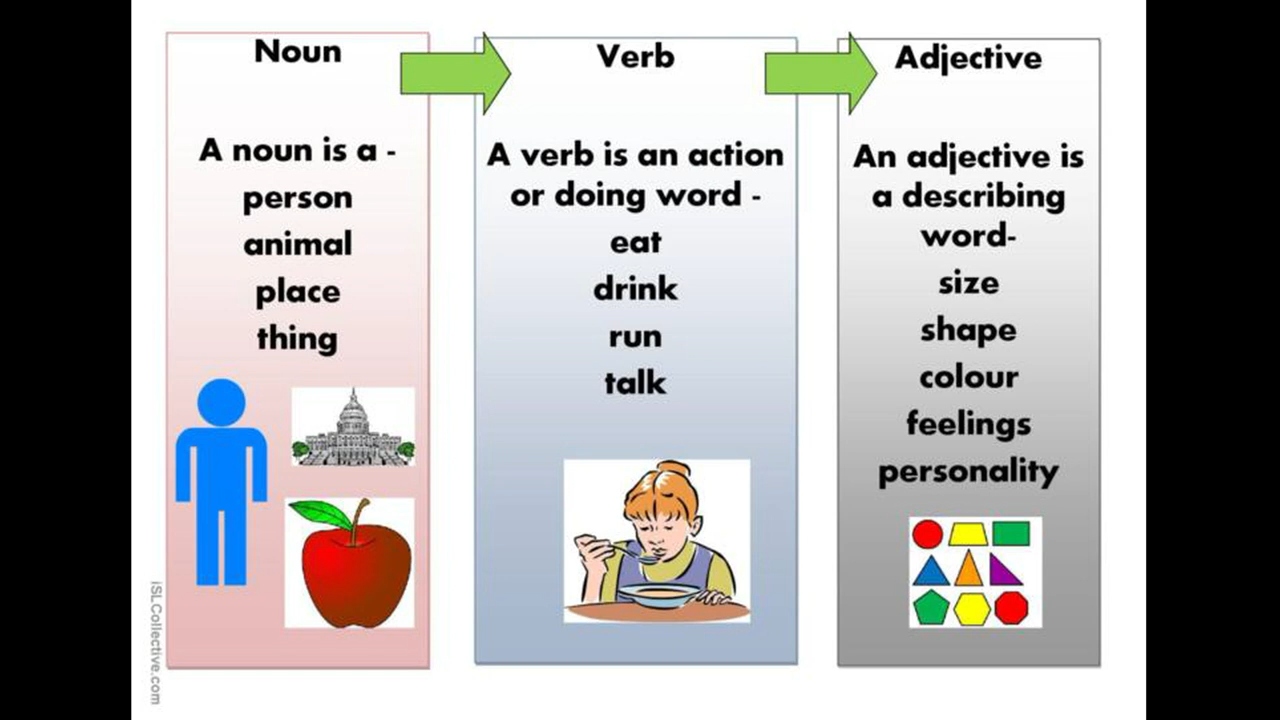 Noun
A noun is a -
person
animal
place
thing
Verb
A verb is an action
or doing word -
eat
drink
run
talk
Adjective
An adjective is
a describing
word-
size
shape
colour
feelings
personality
iSLCollective.com